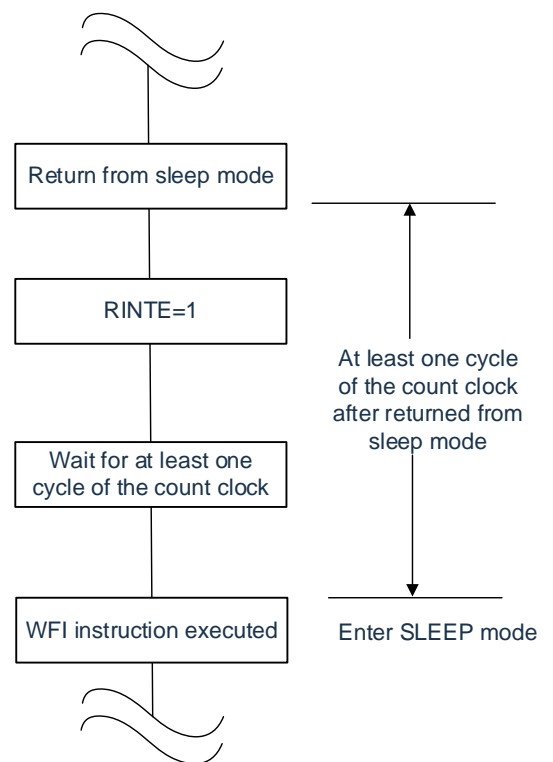 Return from sleep mode
RINTE=1
At least one cycle
of the count clock
after returned from
sleep mode
Wait for at least one
cycle of the count clock
WFI instruction executed
Enter SLEEP mode